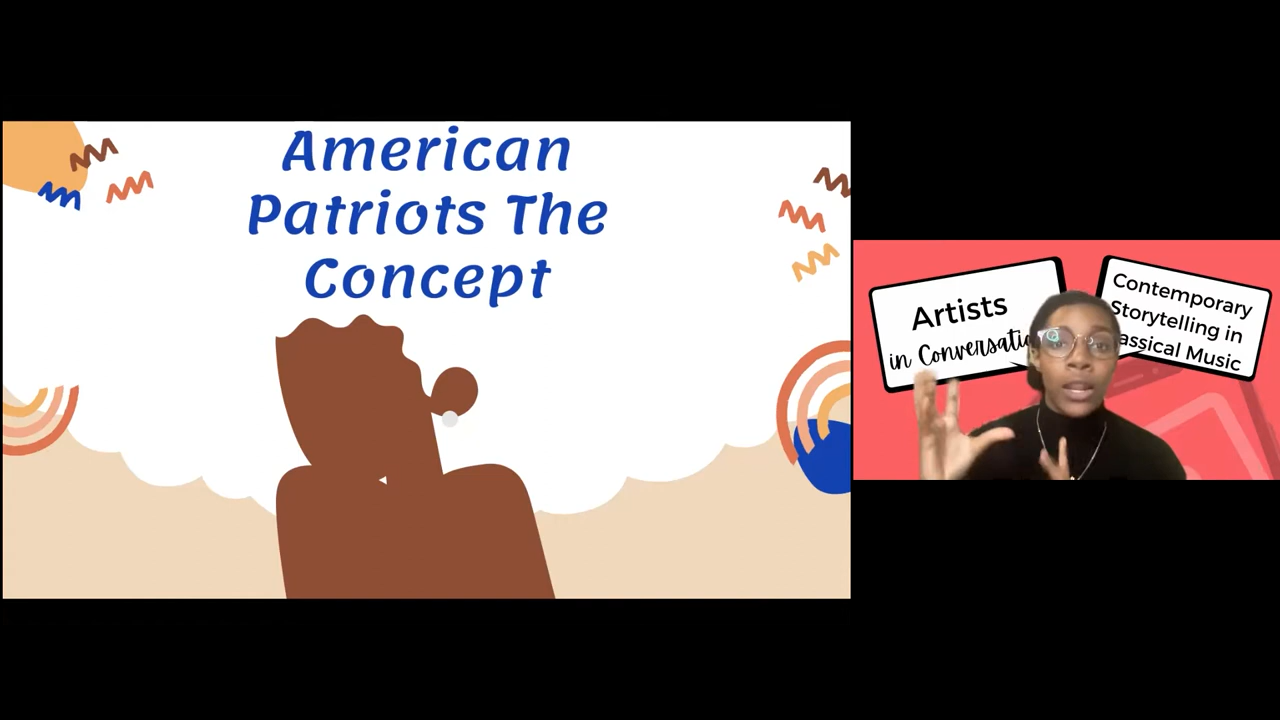 American
Patriots The
Concept
Artists
in Conversatio
Contemporary
Storytelling in
assical Music